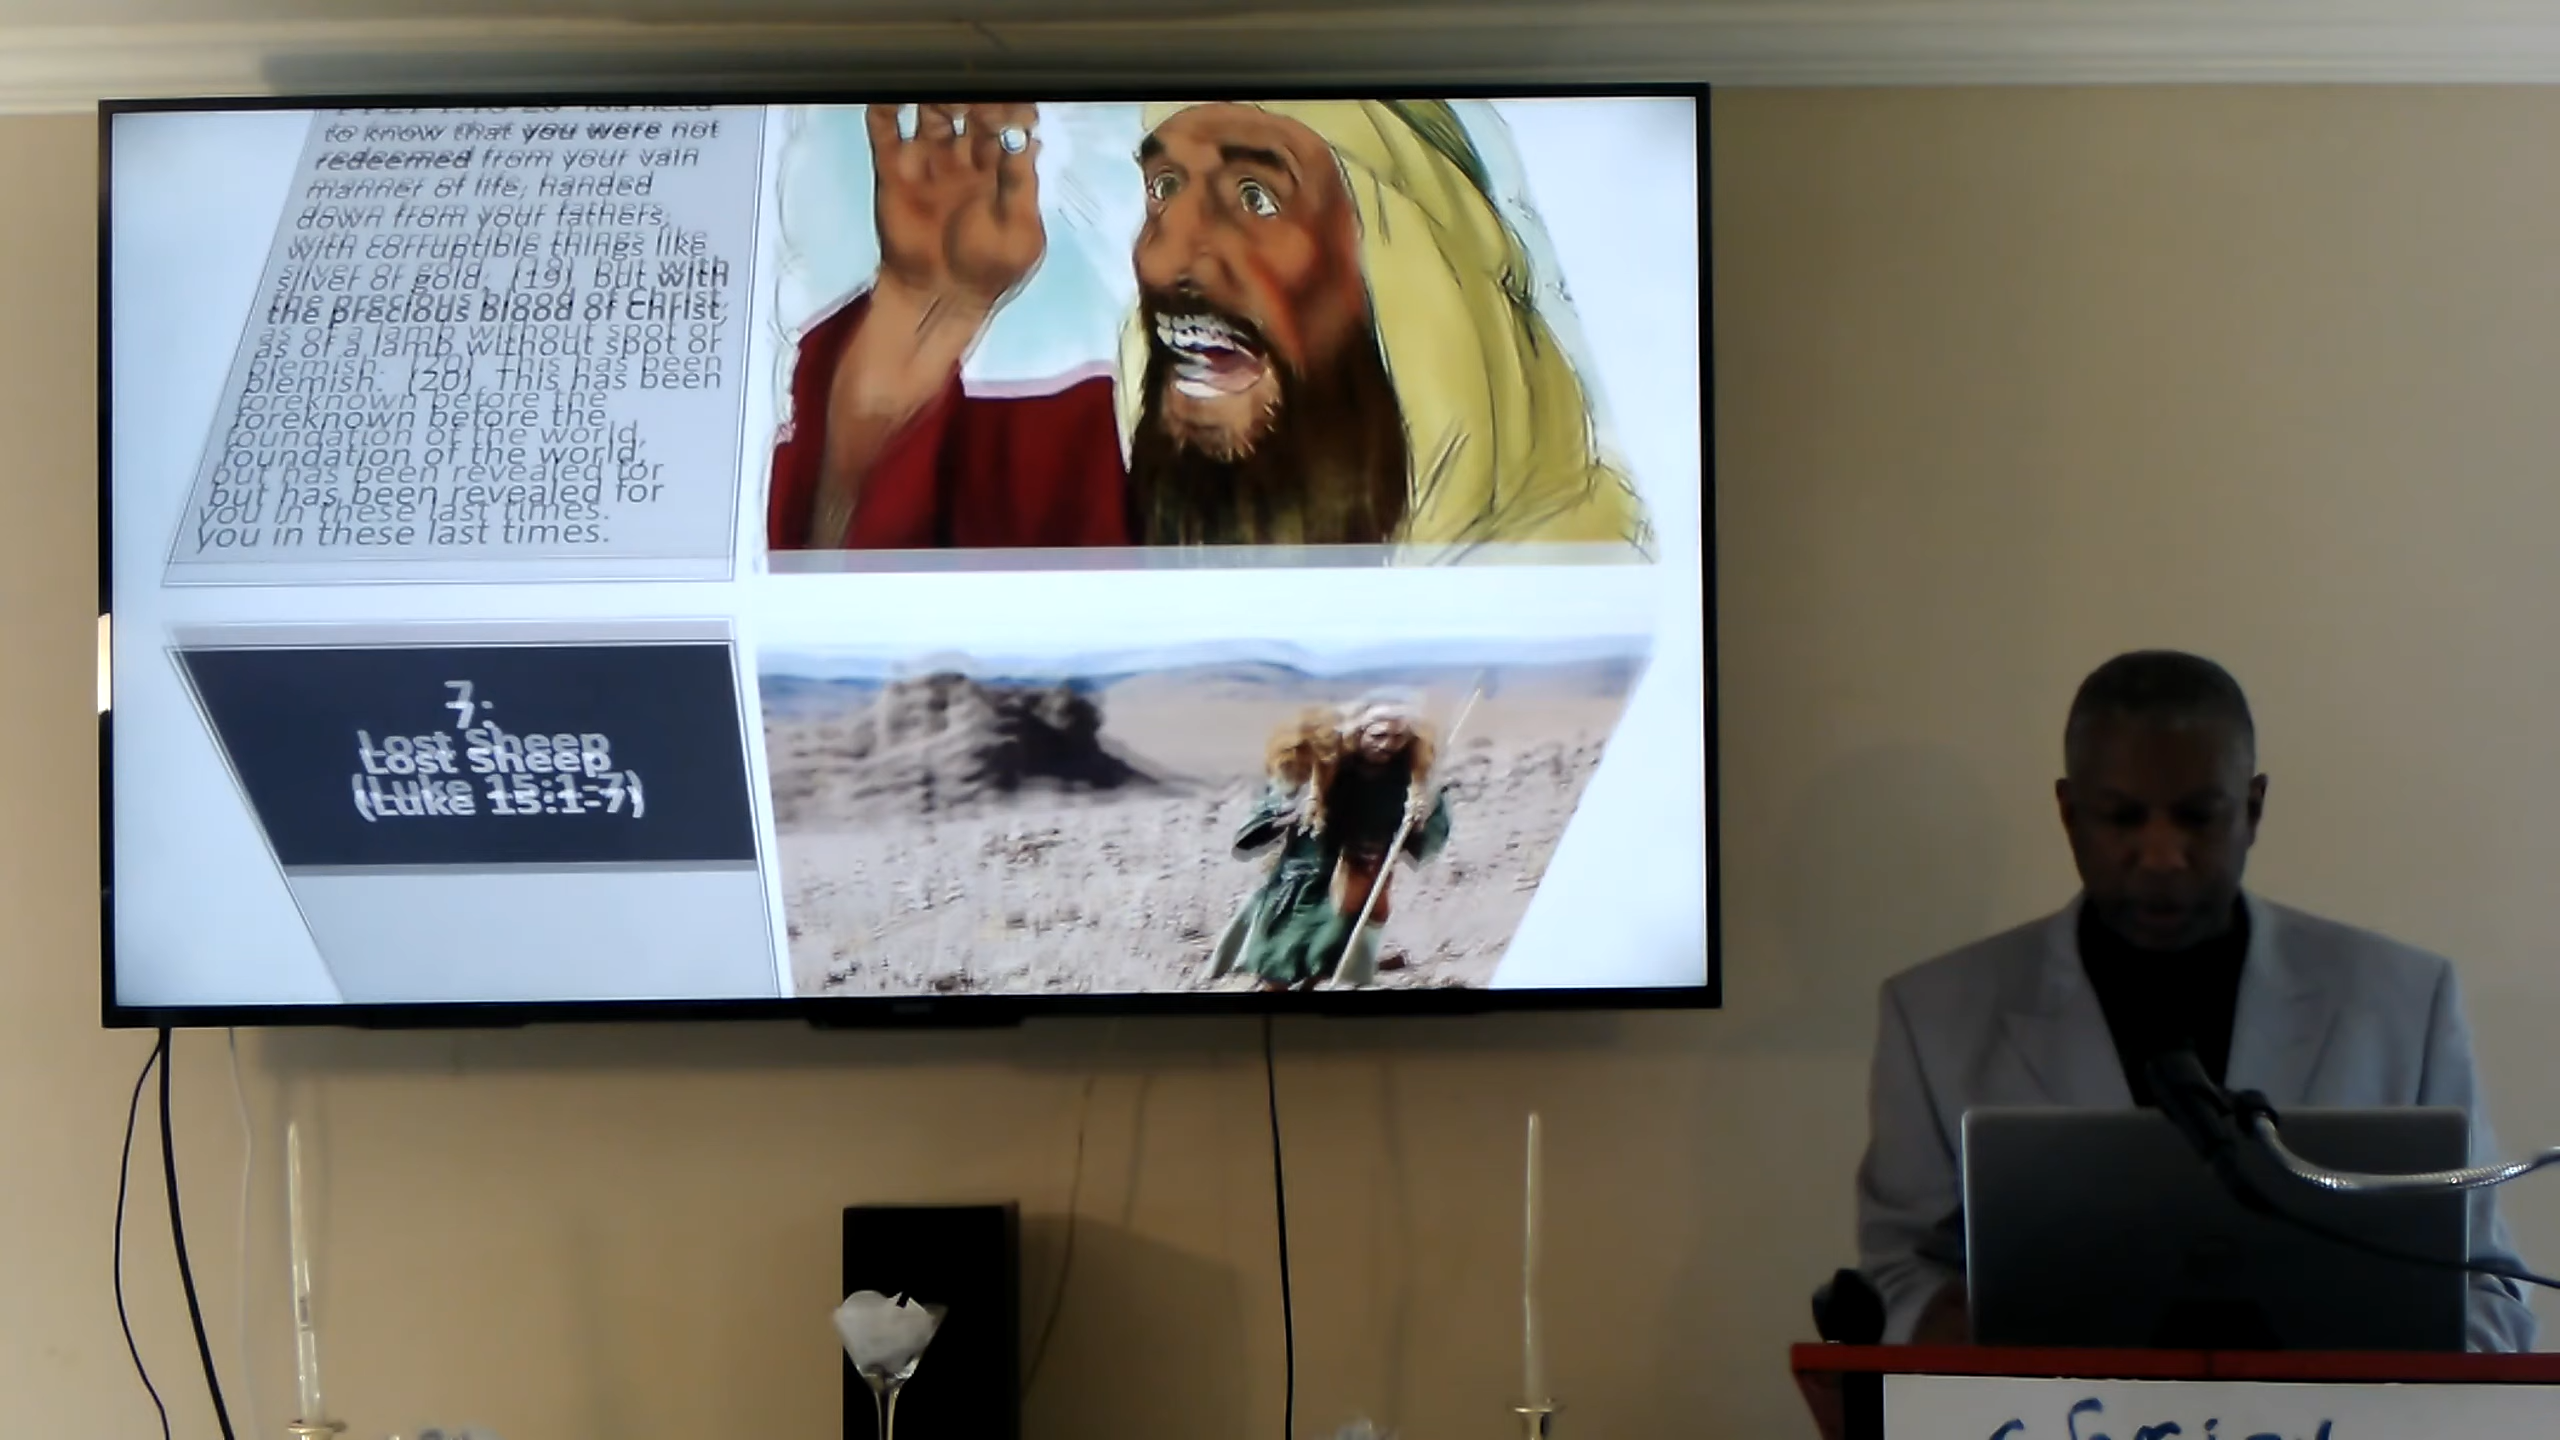 to know that you were not
redeemed from your vain
manner of life, handed
down from your fathers,
with corruptible things like
silver or gold, (19) but with
the precious blood of Christ,
as of a lamb without spot or
blemish: (20) This has been
foreknown before the
foundation of the world,
but has been revealed for
you in these last times.
7:
Lost Sheep
(Luke 15:1-7)